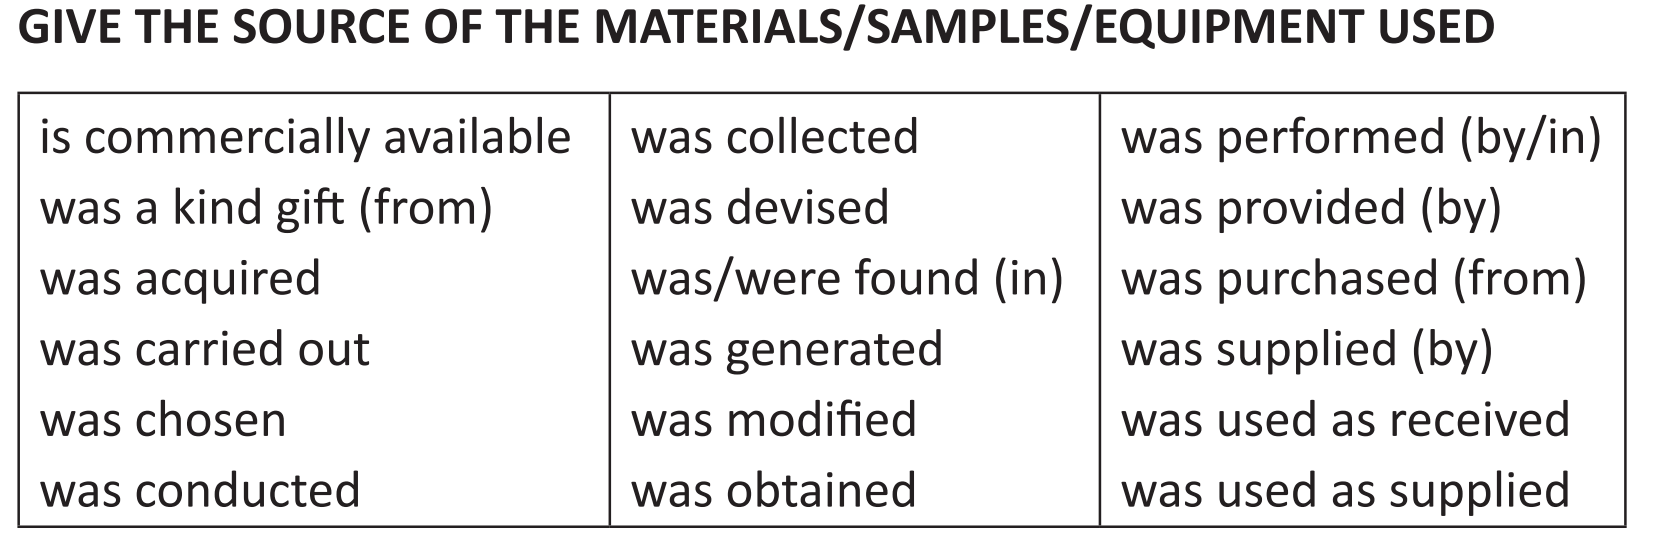 GIVE THE SOURCE OF THE MATERIALS/SAMPLES/EQUIPMENT USED
is commercially available
was a kind gift (from)
was acquired
was carried out
was chosen
was conducted
was collected
was devised
was/were found (in)
was generated
was modified
was obtained
was performed (by/in)
was provided (by)
was purchased (from)
was supplied (by)
was used as received
was used as supplied